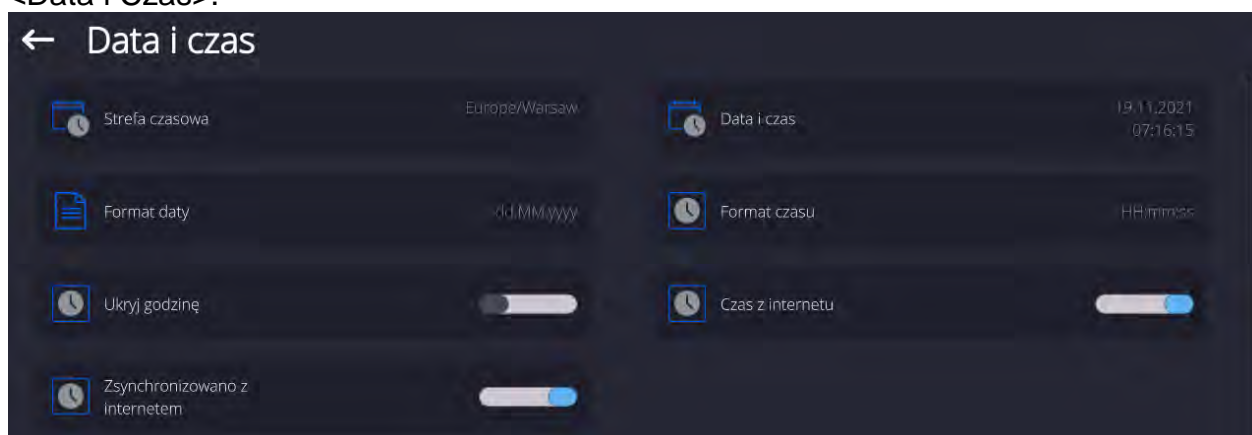 <Data i Czas>.
Data i czas
Strefa czasowa
Europe/Warsaw
Data i czas
19.11.2021
07:16:15
Format daty
dd.MM.yyyy
Format czasu
HH:mm:ss
Ukryj godzinę
Czas z internetu
Zsynchronizowano z
internetem